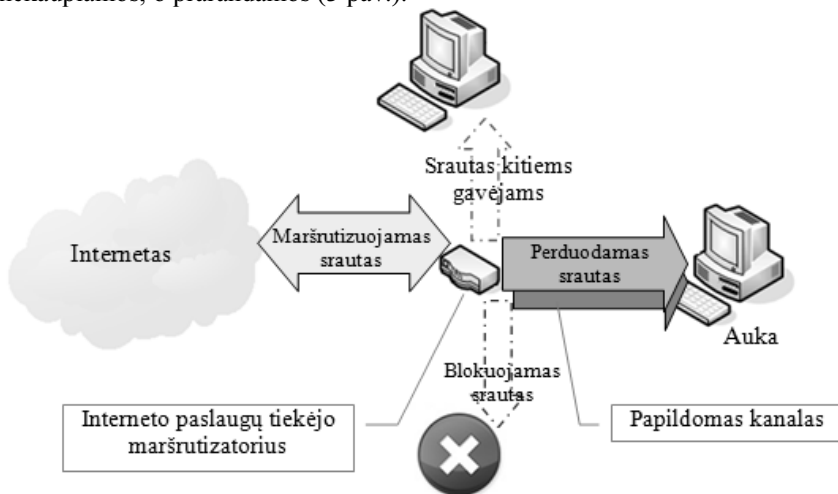 Srautas kitiems
gavėjams
Internetas
Maršrutizuojamas
srautas
Perduodamas
srautas
Auka
Blokuojamas
srautas
Interneto paslaugų tiekėjo
maršrutizatorius
Papildomas kanalas